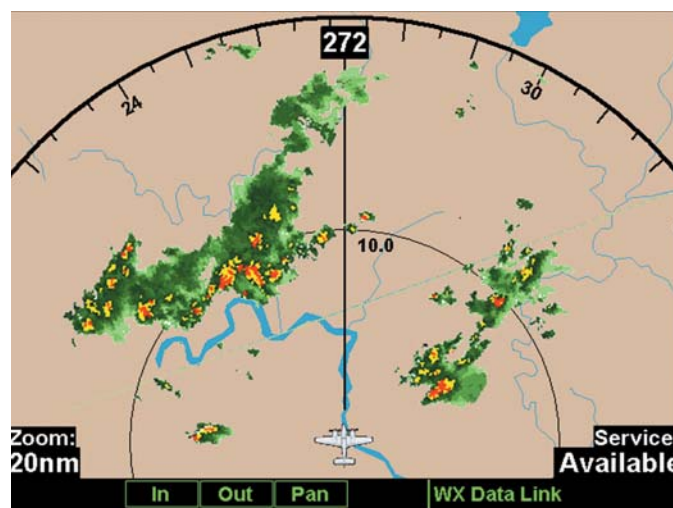 272
24
30
10.0
Zoom:
20nm
Service
Available
In
Out
Pan
WX Data Link